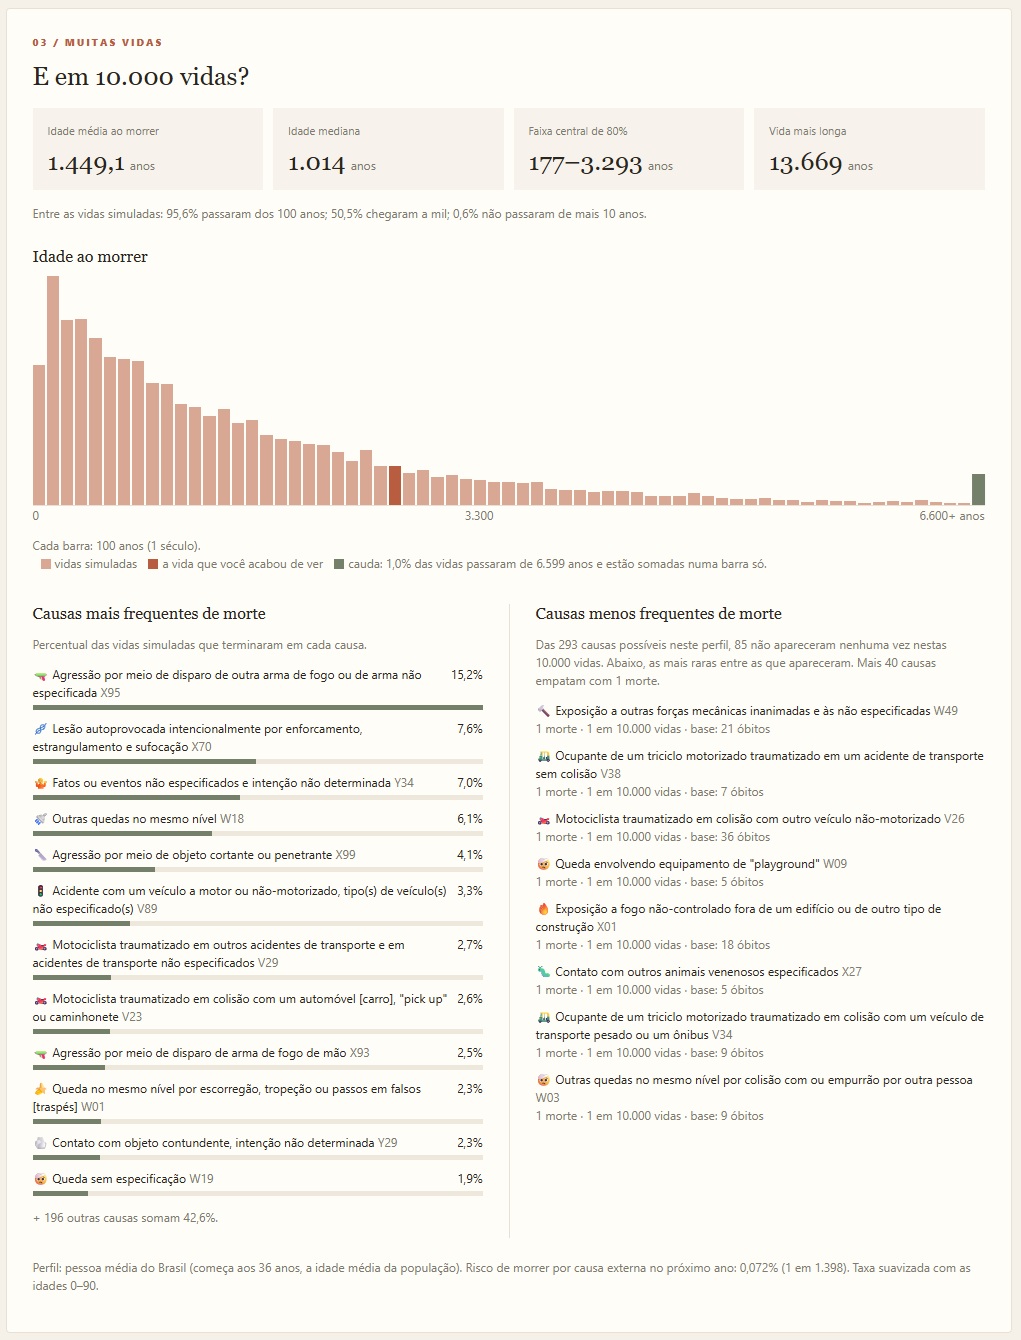 03 / MUITAS VIDAS
E em 10.000 vidas?
Idade média ao morrer
1.449,1 anos
Idade mediana
1.014 anos
Faixa central de 80%
177–3.293 anos
Vida mais longa
13.669 anos
Entre as vidas simuladas: 95,6% passaram dos 100 anos; 50,5% chegaram a mil; 0,6% não passaram de mais 10 anos.
Idade ao morrer
0
3.300
6.600+ anos
Cada barra: 100 anos (1 século).
vidas simuladas
a vida que você acabou de ver
cauda: 1,0% das vidas passaram de 6.599 anos e estão somadas numa barra só.
Causas mais frequentes de morte
Percentual das vidas simuladas que terminaram em cada causa.
Agressão por meio de disparo de outra arma de fogo ou de arma não 15,2%
especificada X95
Lesão autoprovocada intencionalmente por enforcamento, 7,6%
estrangulamento e sufocação X70
Fatos ou eventos não especificados e intenção não determinada Y34 7,0%
Outras quedas no mesmo nível W18 6,1%
Agressão por meio de objeto cortante ou penetrante X99 4,1%
Acidente com um veículo a motor ou não-motorizado, tipo(s) de veículo(s) 3,3%
não especificado(s) V89
Motociclista traumatizado em outros acidentes de transporte e em 2,7%
acidentes de transporte não especificados V29
Motociclista traumatizado em colisão com um automóvel [carro], "pick up" 2,6%
ou caminhonete V23
Agressão por meio de disparo de arma de fogo de mão X93 2,5%
Queda no mesmo nível por escorregão, tropeção ou passos em falsos 2,3%
[traspés] W01
Contato com objeto contundente, intenção não determinada Y29 2,3%
Queda sem especificação W19 1,9%
+ 196 outras causas somam 42,6%.
Causas menos frequentes de morte
Das 293 causas possíveis neste perfil, 85 não apareceram nenhuma vez nestas
10.000 vidas. Abaixo, as mais raras entre as que apareceram. Mais 40 causas
empatam com 1 morte.
Exposição a outras forças mecânicas inanimadas e às não especificadas W49
1 morte · 1 em 10.000 vidas · base: 21 óbitos
Ocupante de um triciclo motorizado traumatizado em um acidente de transporte
sem colisão V38
1 morte · 1 em 10.000 vidas · base: 7 óbitos
Motociclista traumatizado em colisão com outro veículo não-motorizado V26
1 morte · 1 em 10.000 vidas · base: 36 óbitos
Queda envolvendo equipamento de "playground" W09
1 morte · 1 em 10.000 vidas · base: 5 óbitos
Exposição a fogo não-controlado fora de um edifício ou de outro tipo de
construção X01
1 morte · 1 em 10.000 vidas · base: 18 óbitos
Contato com outros animais venenosos especificados X27
1 morte · 1 em 10.000 vidas · base: 5 óbitos
Ocupante de um triciclo motorizado traumatizado em colisão com um veículo de
transporte pesado ou um ônibus V34
1 morte · 1 em 10.000 vidas · base: 9 óbitos
Outras quedas no mesmo nível por colisão com ou empurrão por outra pessoa
W03
1 morte · 1 em 10.000 vidas · base: 9 óbitos
Perfil: pessoa média do Brasil (começa aos 36 anos, a idade média da população). Risco de morrer por causa externa no próximo ano: 0,072% (1 em 1.398). Taxa suavizada com as
idades 0–90.